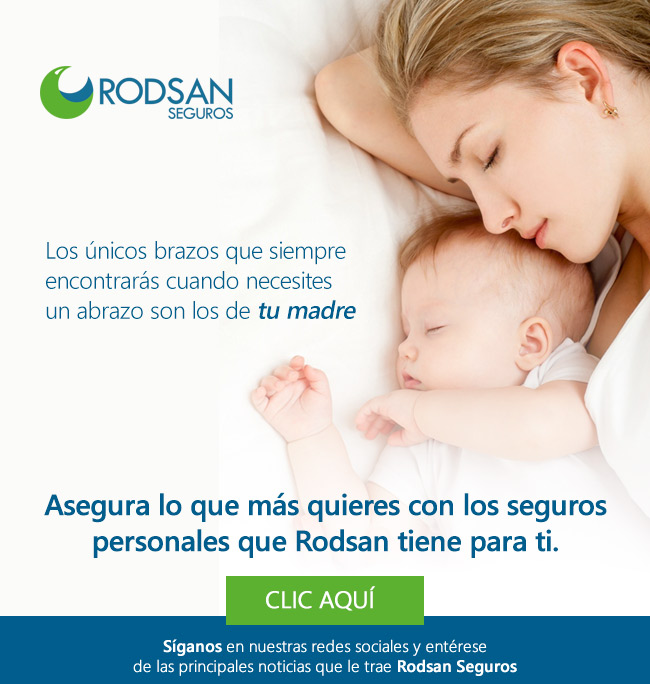 RODSAN
SEGUROS
Los únicos brazos que siempre
encontrarás cuando necesites
un abrazo son los de tu madre
Asegura lo que más quieres con los seguros
personales que Rodsan tiene para ti.
CLIC AQUÍ
Síganos en nuestras redes sociales y entérese
de las principales noticias que le trae Rodsan Seguros